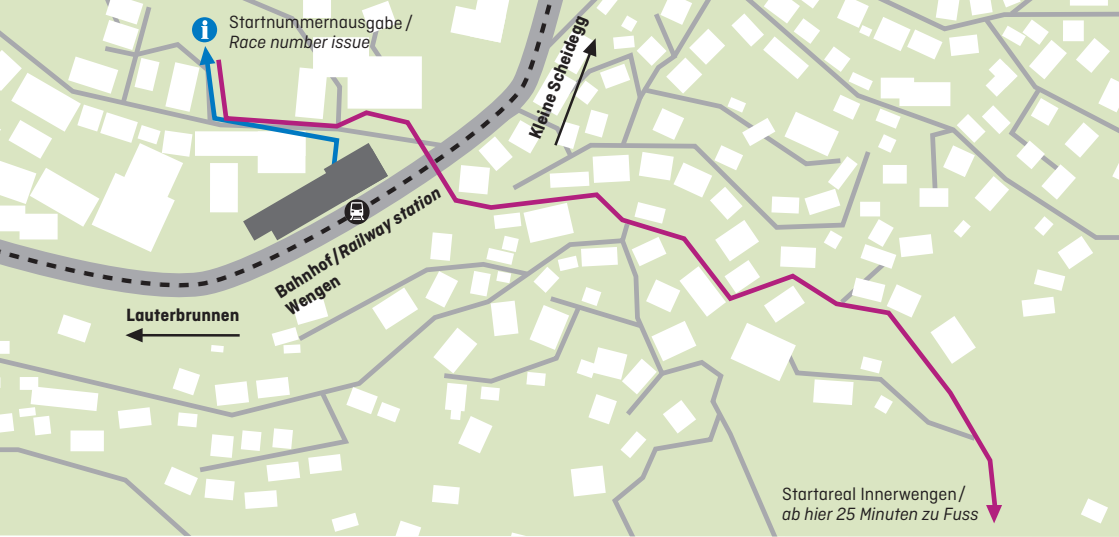 i
Startnummernausgabe /
Race number issue
Kleine Scheidegg
Bahnhof / Railway station
Wengen
Lauterbrunnen
Startareal Innerwengen /
ab hier 25 Minuten zu Fuss